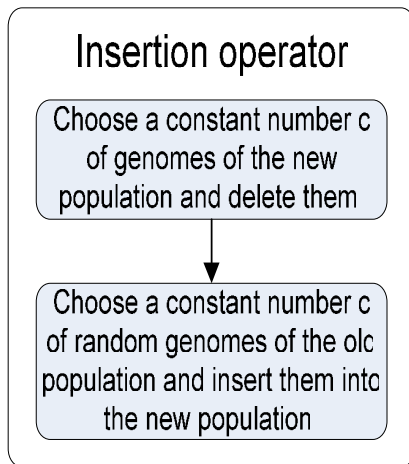 Insertion operator
Choose a constant number c
of genomes of the new
population and delete them
Choose a constant number c
of random genomes of the old
population and insert them into
the new population